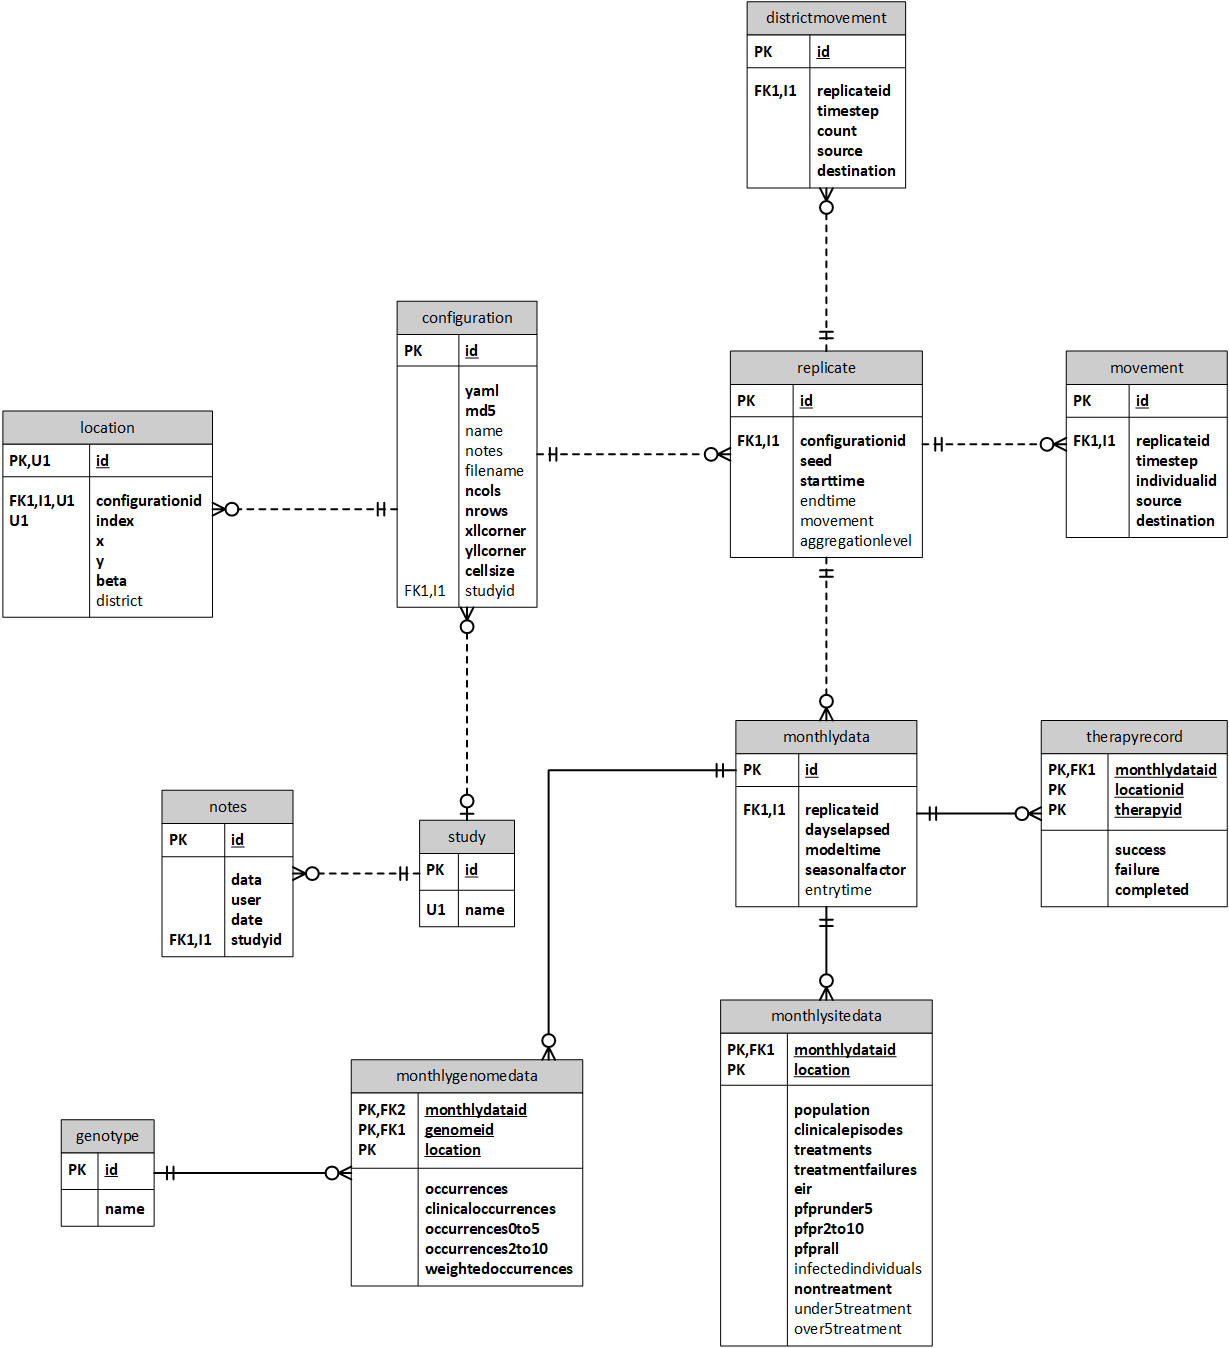 districtmovement
PK id
FK1,I1 replicateid
timestep
count
source
destination
configuration
PK id
yaml
md5
name
notes
filename
ncols
nrows
xllcorner
yllcorner
cellsize
FK1,I1 studyid
replicate
PK id
FK1,I1 configurationid
seed
starttime
endtime
movement
aggregationlevel
movement
PK id
FK1,I1 replicateid
timestep
individualid
source
destination
location
PK,U1 id
FK1,I1,U1 configurationid
U1 index
x
y
beta
district
monthlydata
PK id
FK1,I1 replicateid
dayselapsed
modeltime
seasonalfactor
entrytime
therapyrecord
PK,FK1 monthlydataid
PK locationid
PK therapyid
success
failure
completed
notes
PK id
data
user
date
FK1,I1 studyid
study
PK id
U1 name
monthlysitedata
PK,FK1 monthlydataid
PK location
population
clinicalepisodes
treatments
treatmentfailures
eir
pfprunder5
pfpr2to10
pfprall
infectedindividuals
nontreatment
under5treatment
over5treatment
monthlygenomedata
PK,FK2 monthlydataid
PK,FK1 genomeid
PK location
occurrences
clinicaloccurrences
occurrences0to5
occurrences2to10
weightedoccurrences
genotype
PK id
name